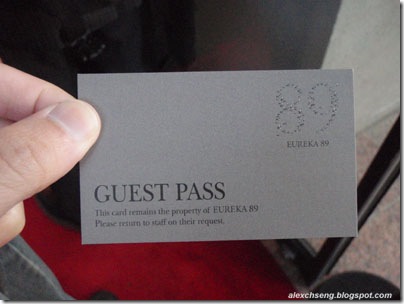 89
EUREKA 89
GUEST PASS
This card remains the property of EUREKA 89
Please return to staff on their request.
alexchseng.blogspot.com